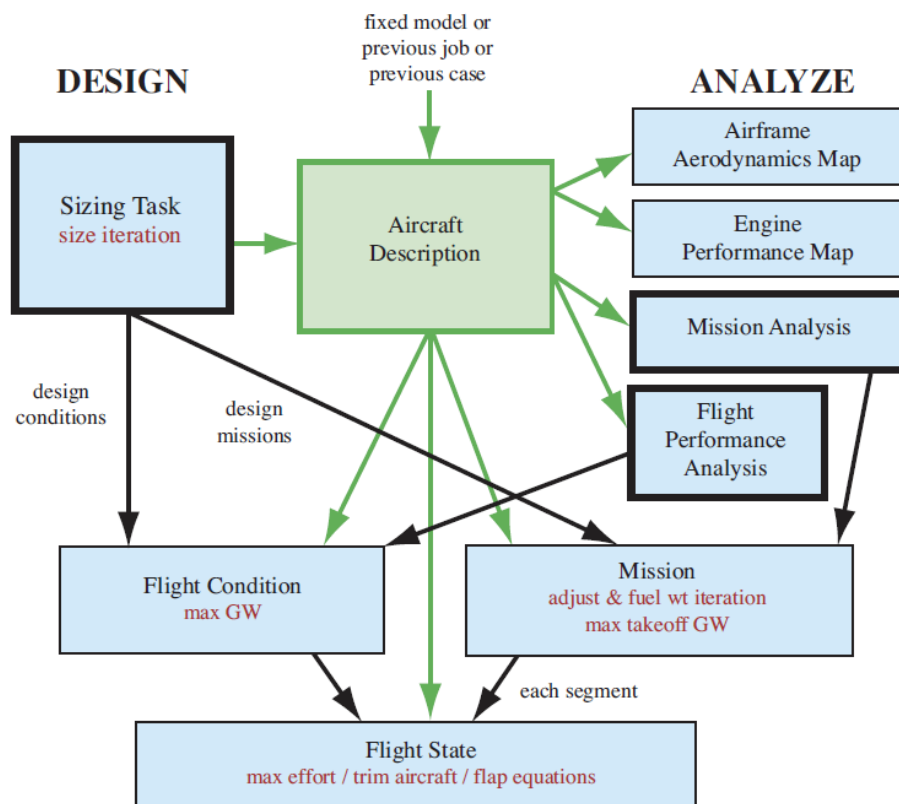 fixed model or
previous job or
previous case
DESIGN
ANALYZE
Airframe
Aerodynamics Map
Sizing Task
size iteration
Aircraft
Description
Engine
Performance Map
Mission Analysis
design
conditions
design
missions
Flight
Performance
Analysis
Flight Condition
max GW
Mission
adjust & fuel wt iteration
max takeoff GW
each segment
Flight State
max effort / trim aircraft / flap equations